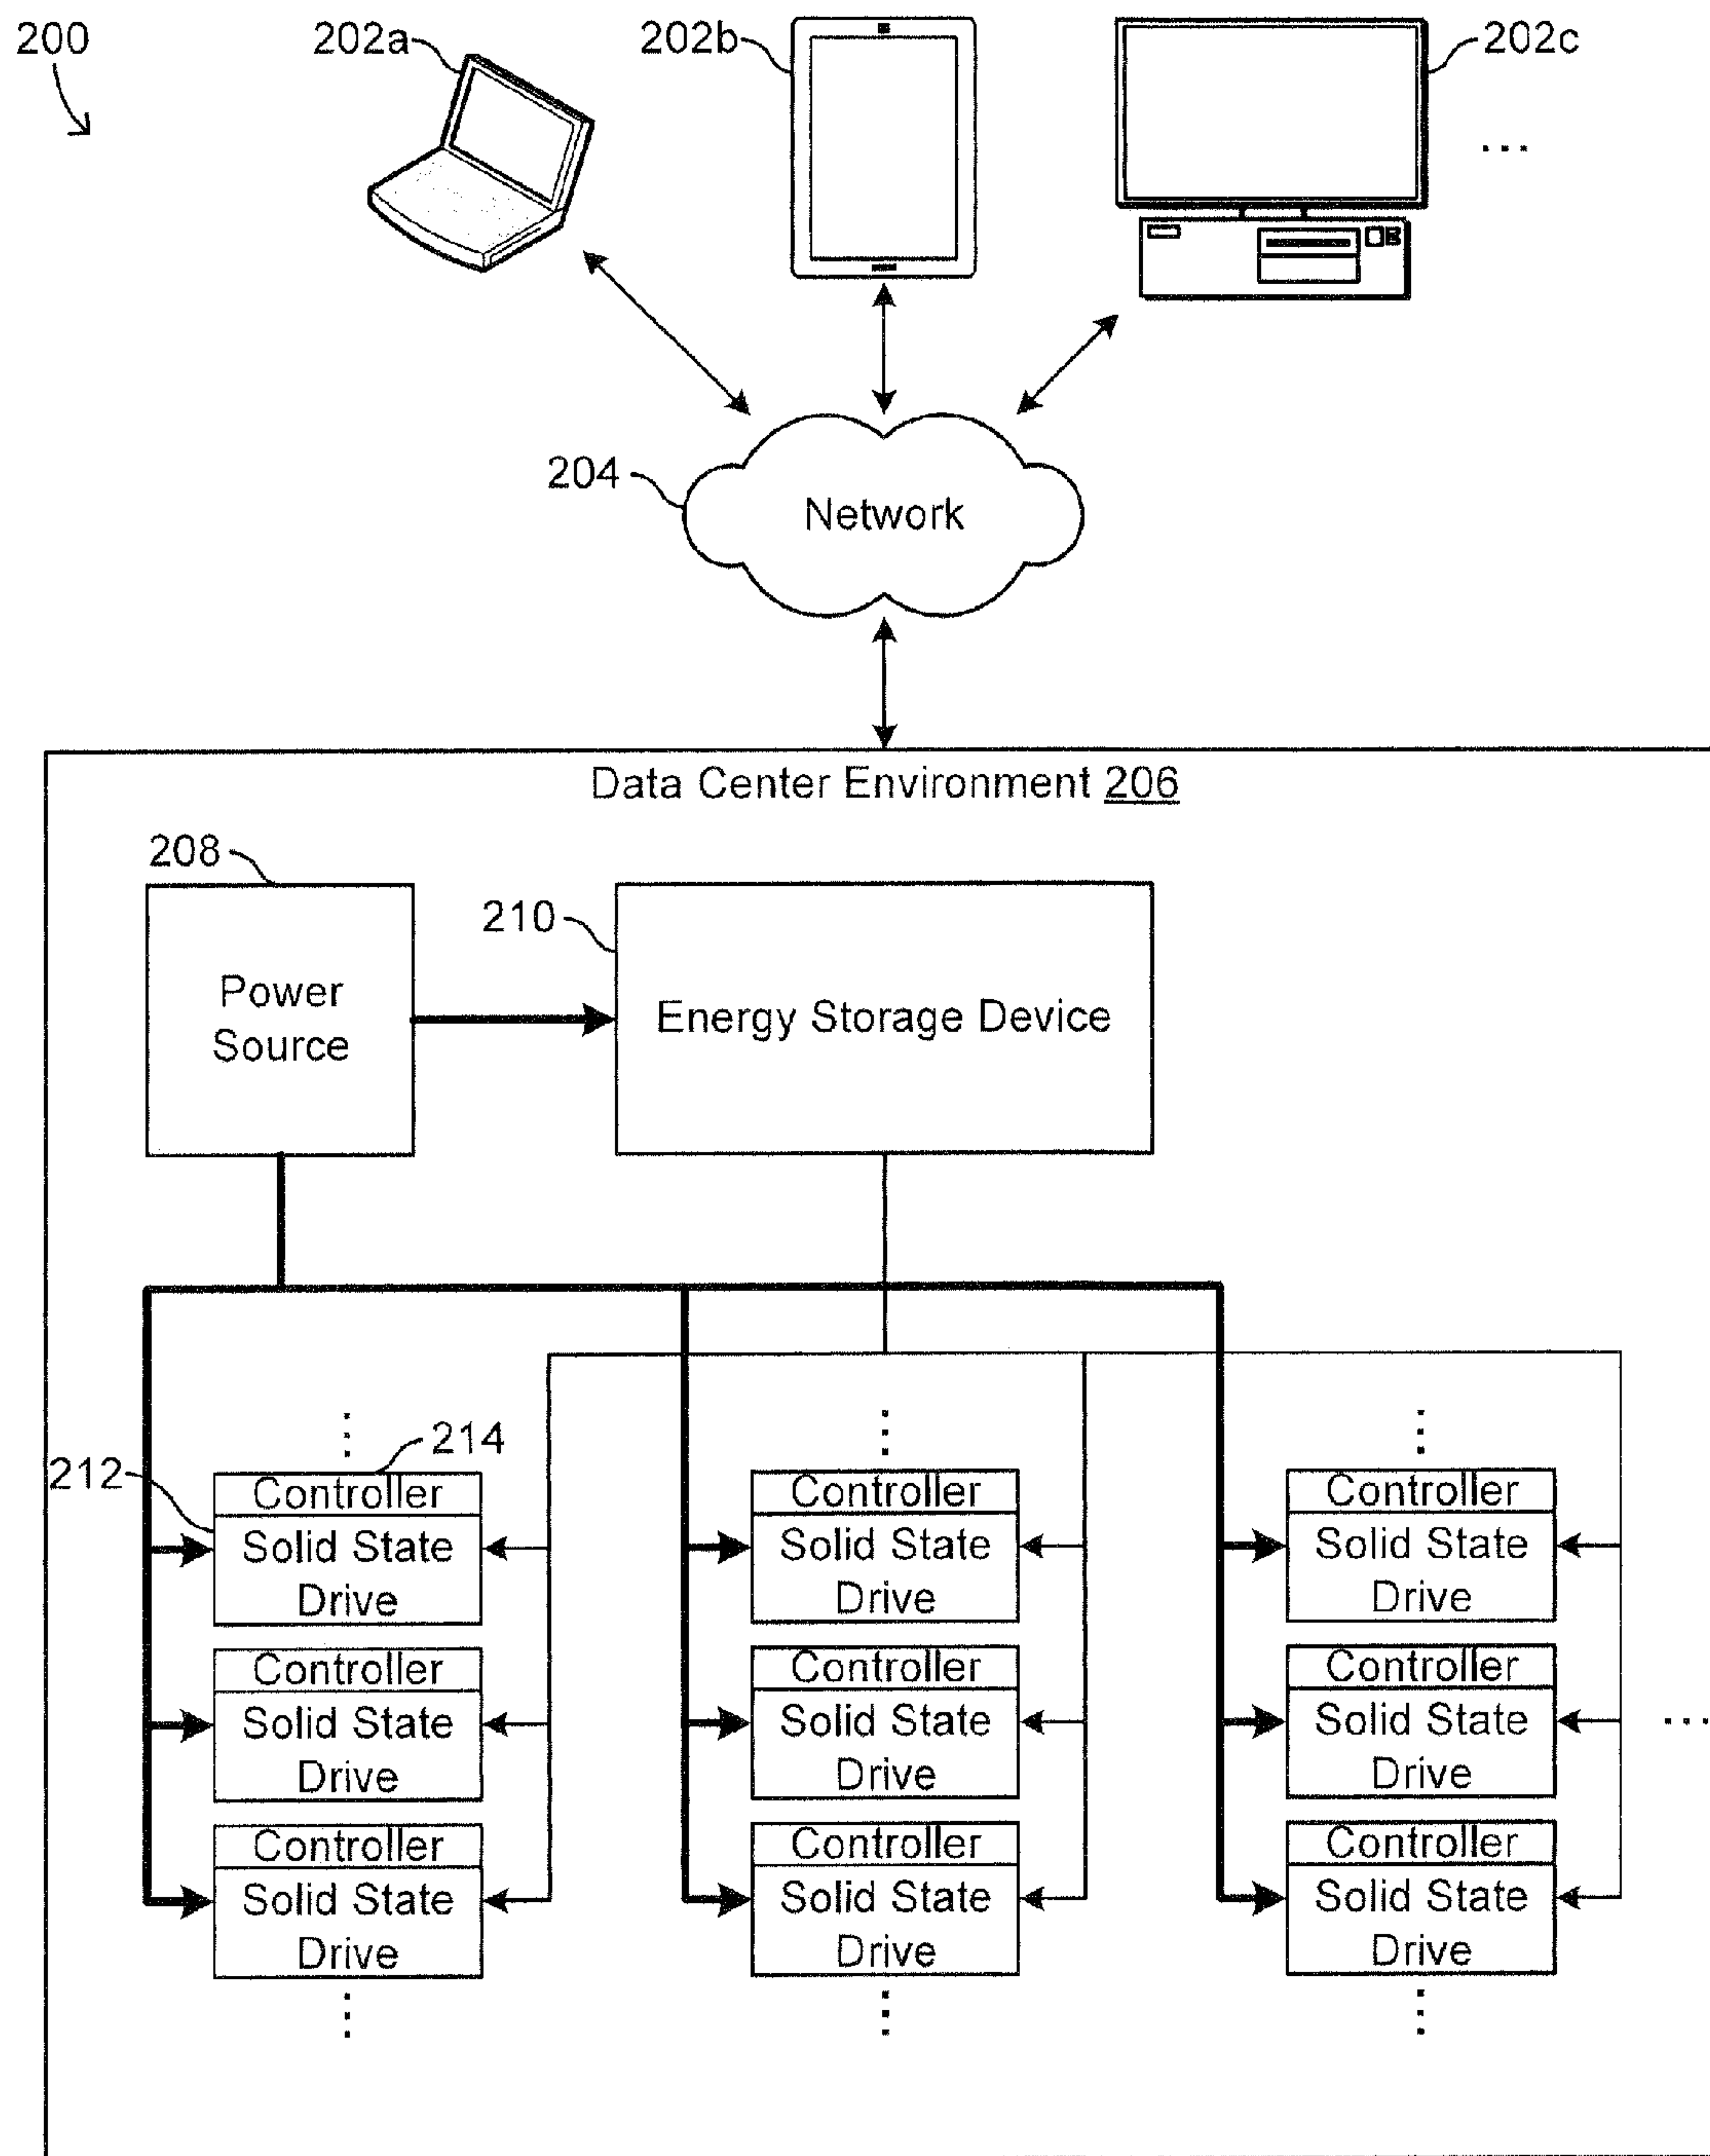 200
202a
202b
202c
...
204
Network
Data Center Environment 206
208
210
Power
Source
Energy Storage Device
212
214
Controller
Solid State
Drive
Controller
Solid State
Drive
Controller
Solid State
Drive
Controller
Solid State
Drive
Controller
Solid State
Drive
Controller
Solid State
Drive
...
Controller
Solid State
Drive
Controller
Solid State
Drive
Controller
Solid State
Drive